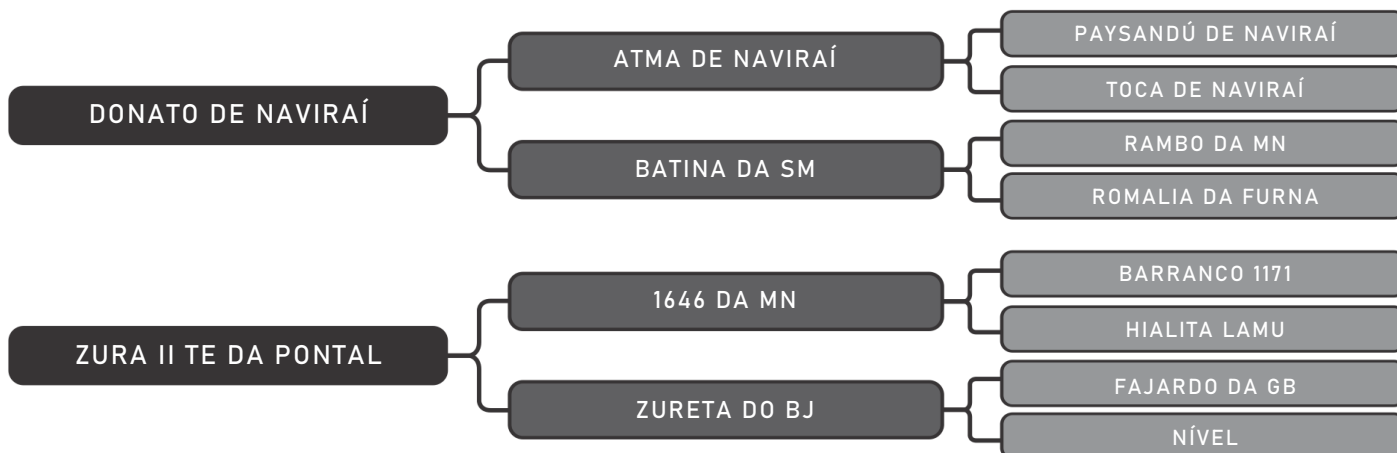 DONATO DE NAVIRAÍ
ATMA DE NAVIRAÍ
PAYSANDÚ DE NAVIRAÍ
TOCA DE NAVIRAÍ
BATINA DA SM
RAMBO DA MN
ROMALIA DA FURNA
ZURA II TE DA PONTAL
1646 DA MN
BARRANCO 1171
HIALITA LAMU
ZURETA DO BJ
FAJARDO DA GB
NÍVEL